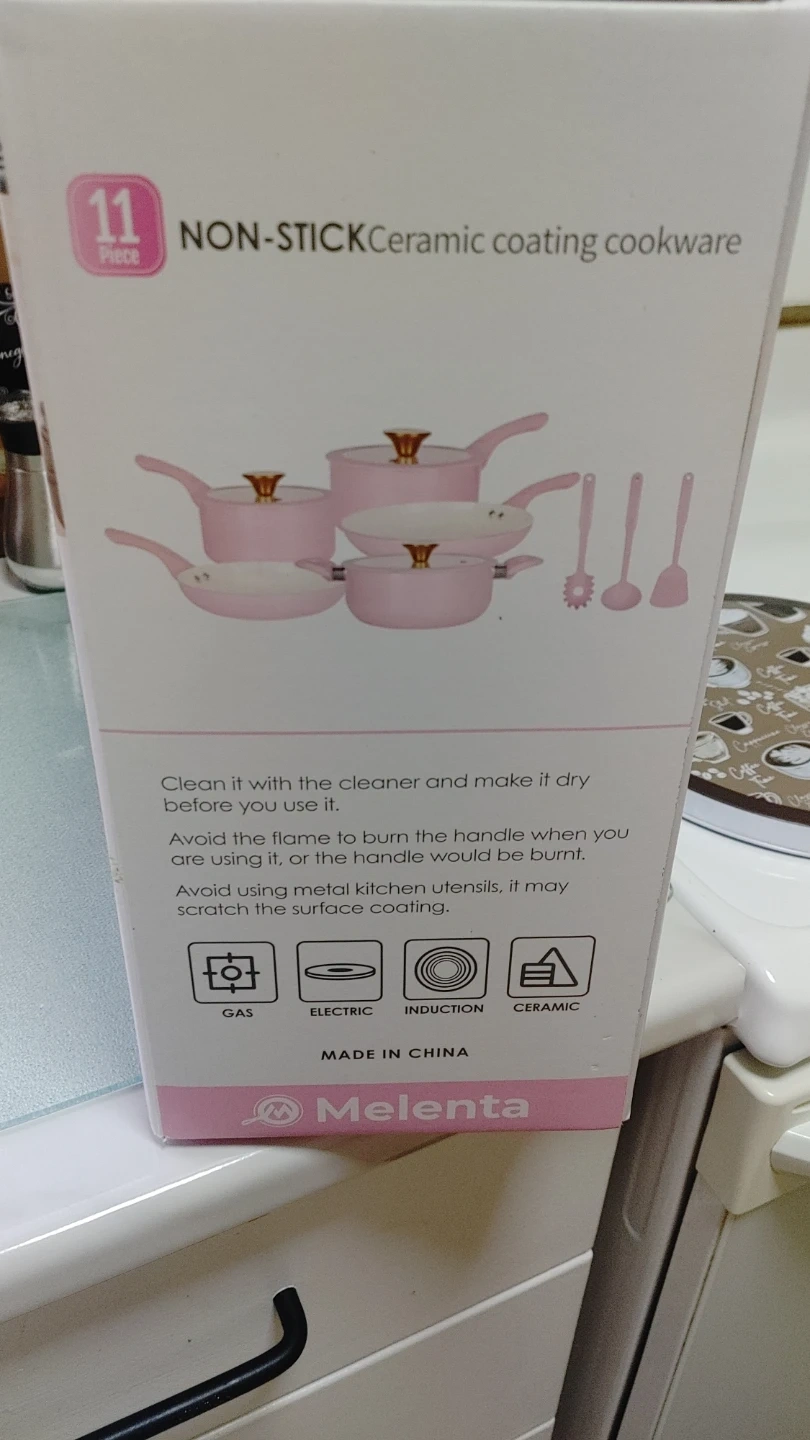 11
Piece
NON-STICKCeramic coating cookware
Clean it with the cleaner and make it dry
before you use it.
Avoid the flame to burn the handle when you
are using it, or the handle would be burnt.
Avoid using metal kitchen utensils, it may
scratch the surface coating.
GAS ELECTRIC INDUCTION CERAMIC
MADE IN CHINA
Melenta